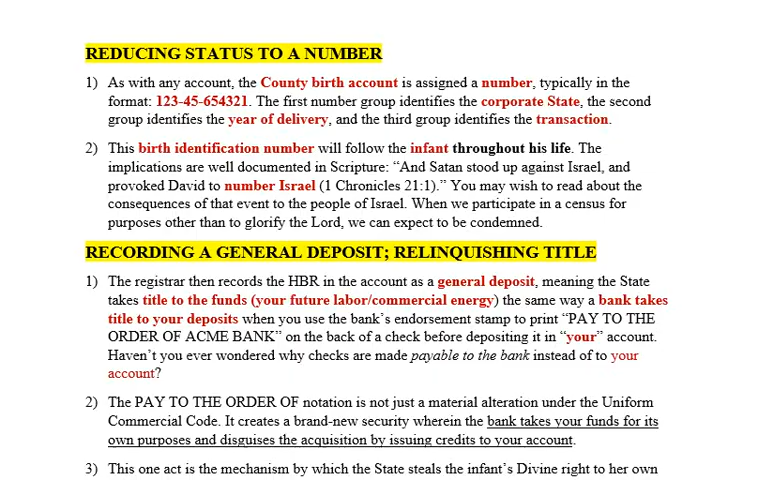 REDUCING STATUS TO A NUMBER
1) As with any account, the County birth account is assigned a number, typically in the
format: 123-45-654321. The first number group identifies the corporate State, the second
group identifies the year of delivery, and the third group identifies the transaction.
2) This birth identification number will follow the infant throughout his life. The
implications are well documented in Scripture: “And Satan stood up against Israel, and
provoked David to number Israel (1 Chronicles 21:1).” You may wish to read about the
consequences of that event to the people of Israel. When we participate in a census for
purposes other than to glorify the Lord, we can expect to be condemned.
RECORDING A GENERAL DEPOSIT; RELINQUISHING TITLE
1) The registrar then records the HBR in the account as a general deposit, meaning the State
takes title to the funds (your future labor/commercial energy) the same way a bank takes
title to your deposits when you use the bank’s endorsement stamp to print “PAY TO THE
ORDER OF ACME BANK” on the back of a check before depositing it in “your” account.
Haven’t you ever wondered why checks are made payable to the bank instead of to your
account?
2) The PAY TO THE ORDER OF notation is not just a material alteration under the Uniform
Commercial Code. It creates a brand-new security wherein the bank takes your funds for its
own purposes and disguises the acquisition by issuing credits to your account.
3) This one act is the mechanism by which the State steals the infant’s Divine right to her own